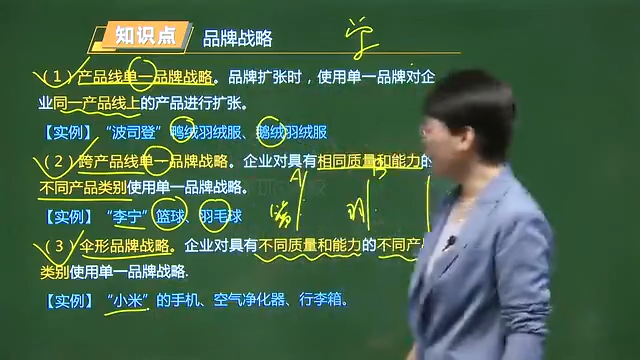 知识点 品牌战略 学
（1）产品线单一品牌战略。品牌扩张时，使用单一品牌对企
业同一产品线上的产品进行扩张。
【实例】“波司登”鸭绒羽绒服、鹅绒羽绒服
（2）跨产品线单一品牌战略。企业对具有相同质量和能力的
不同产品类别使用单一品牌战略。
【实例】“李宁”篮球、羽毛球
（3）伞形品牌战略。企业对具有不同质量和能力的不同产
类别使用单一品牌战略.
【实例】“小米”的手机、空气净化器、行李箱。